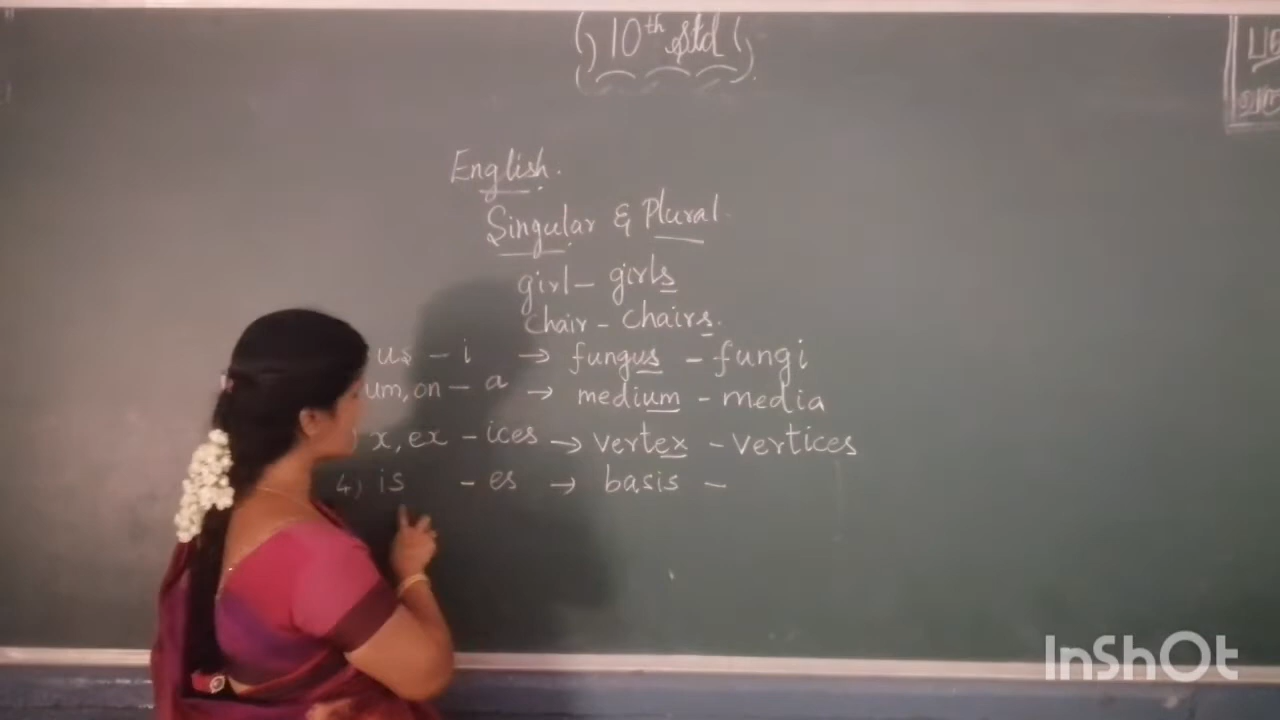 10th Std
English.
Singular & Plural.
girl - girls
chair - chairs.
us - i → fungus - fungi
um, on - a → medium - media
x, ex - ices → vertex - vertices
4) is - es → basis -
InShOt